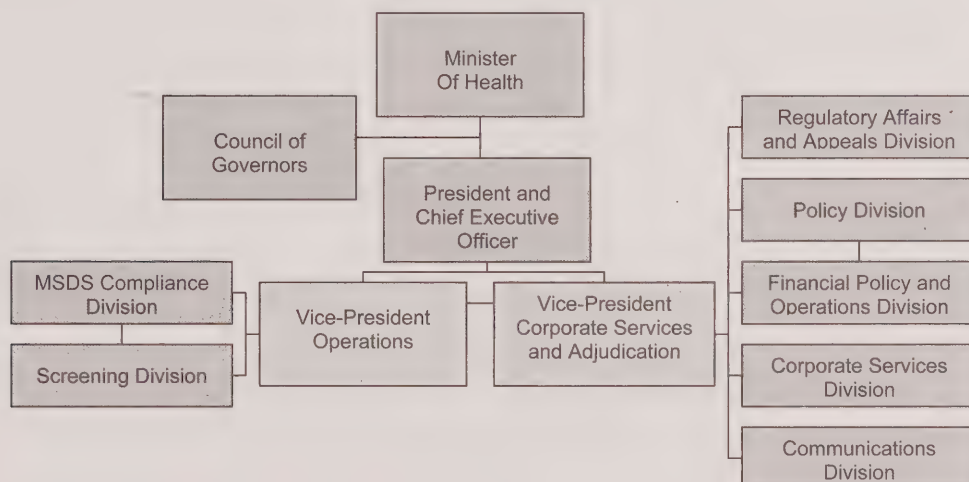 Minister
Of Health
Council of
Governors
President and
Chief Executive
Officer
MSDS Compliance
Division
Screening Division
Vice-President
Operations
Vice-President
Corporate Services
and Adjudication
Regulatory Affairs
and Appeals Division
Policy Division
Financial Policy and
Operations Division
Corporate Services
Division
Communications
Division